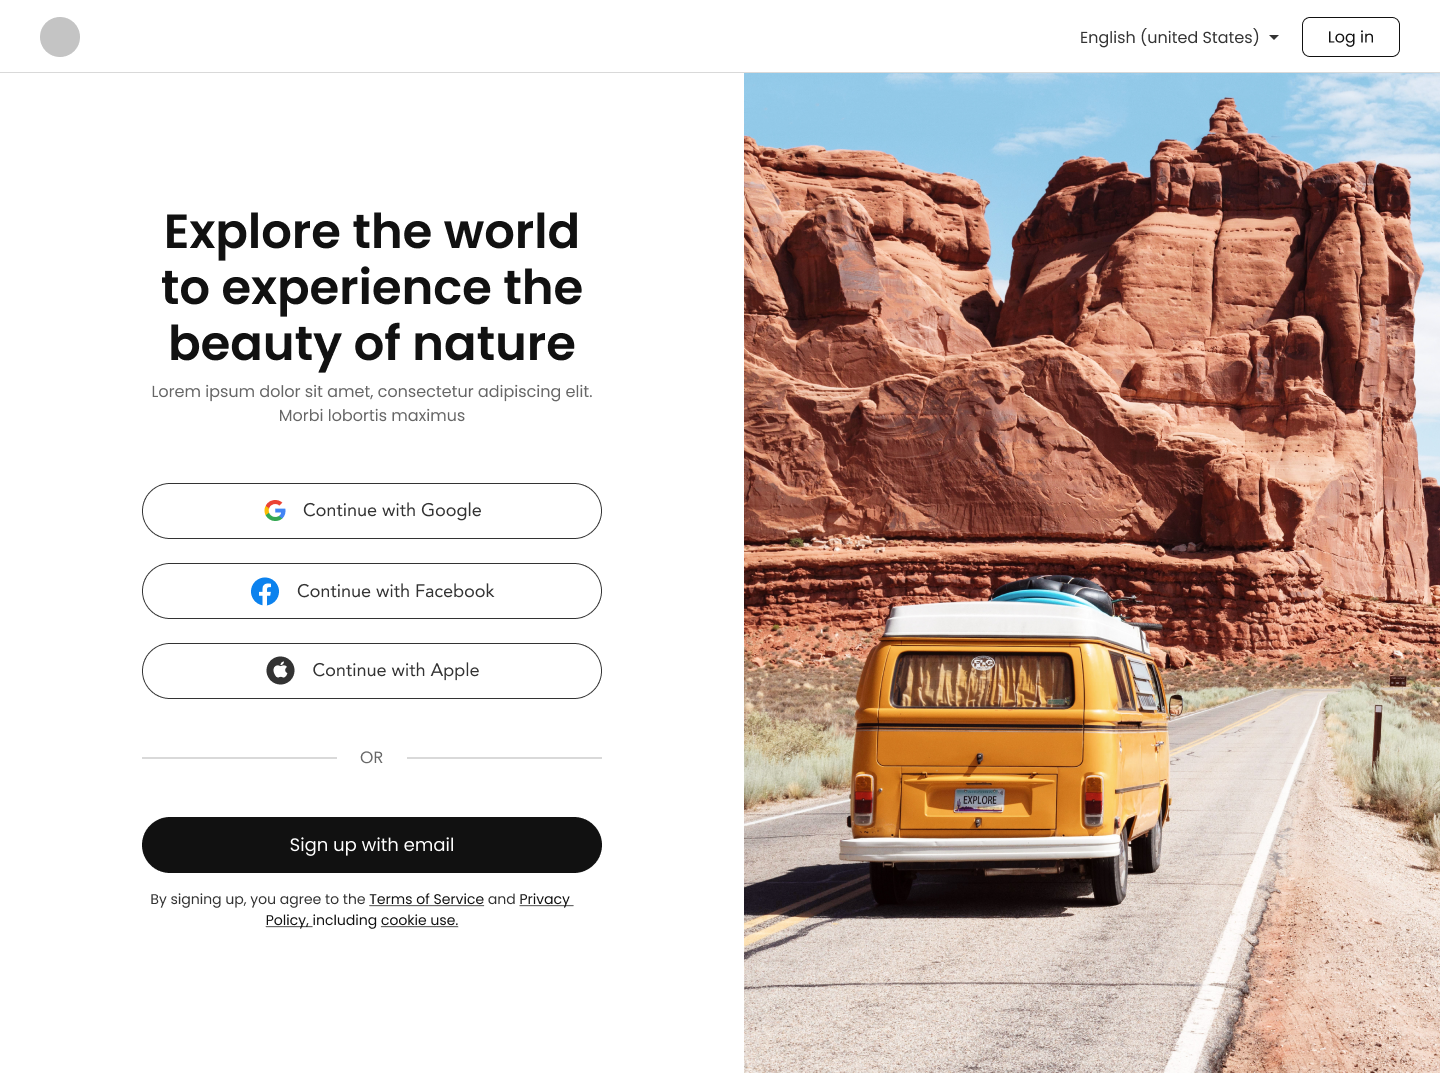 English (united States)
Log in
Explore the world
to experience the
beauty of nature
Lorem ipsum dolor sit amet, consectetur adipiscing elit.
Morbi lobortis maximus
Continue with Google
Continue with Facebook
Continue with Apple
OR
Sign up with email
By signing up, you agree to the Terms of Service and Privacy
Policy, including cookie use.
EXPLORE